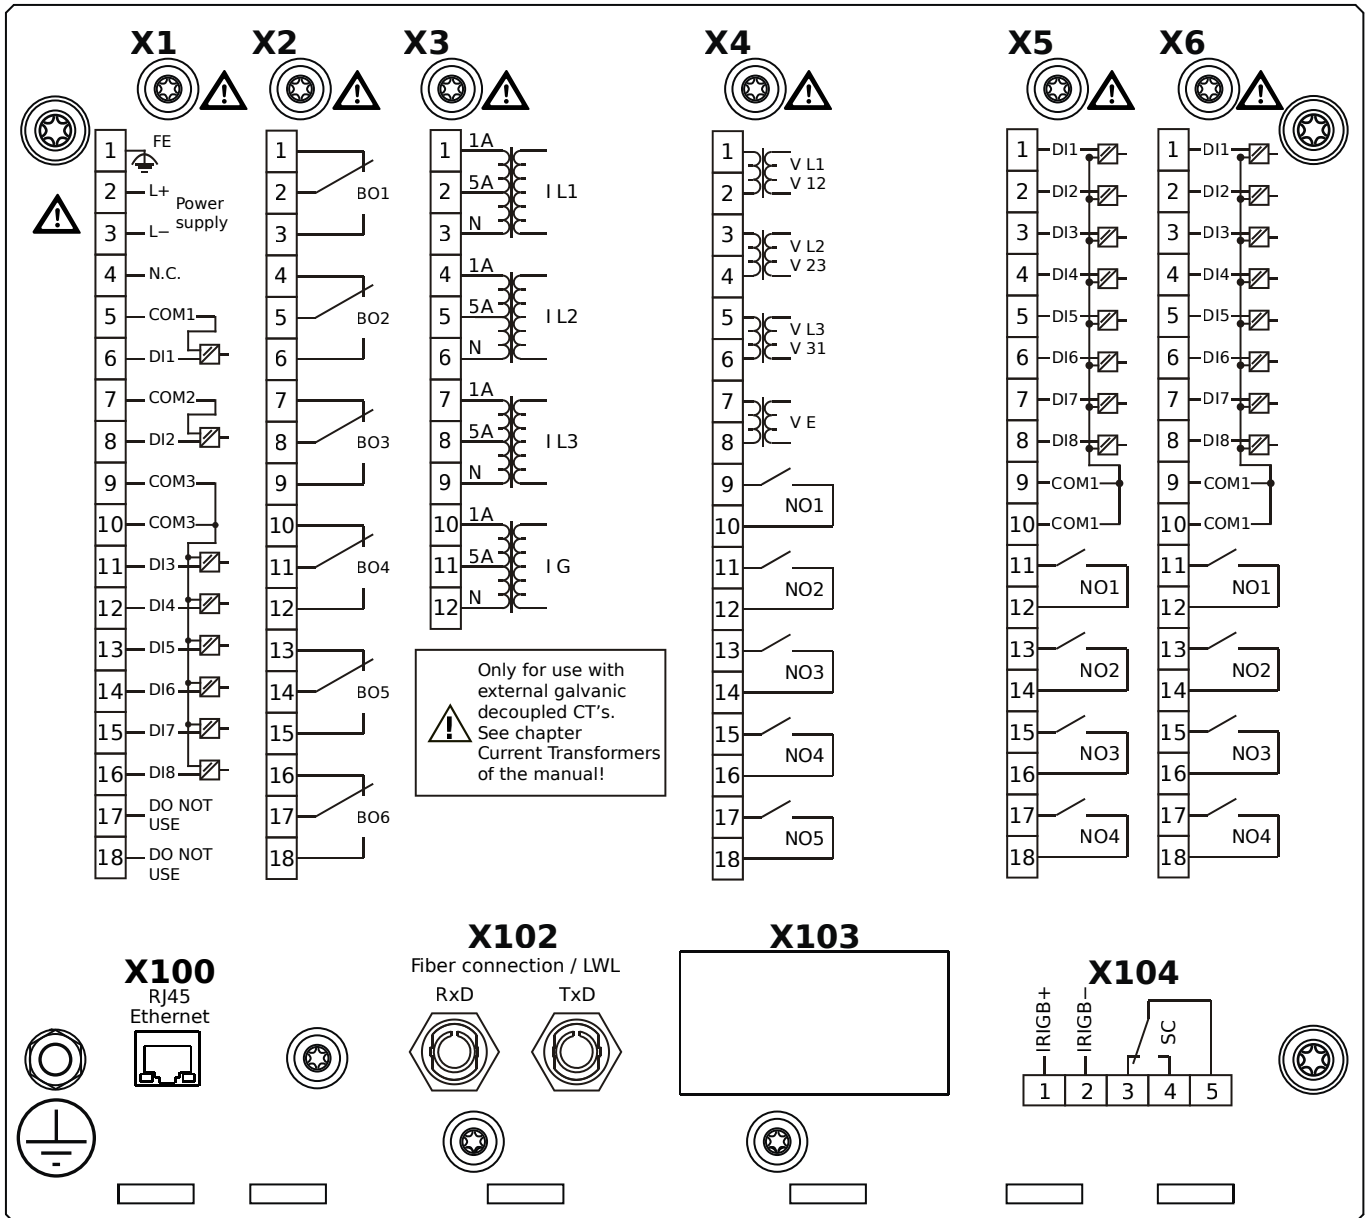 X1
1 FE
2 L+
Power
supply
3 L−
4 N.C.
5 COM1
6 DI1
7 COM2
8 DI2
9 COM3
10 COM3
11 DI3
12 DI4
13 DI5
14 DI6
15 DI7
16 DI8
17 DO NOT
USE
18 DO NOT
USE
X2
1
2 BO1
3
4
5 BO2
6
7
8 BO3
9
10
11 BO4
12
13
14 BO5
15
16
17 BO6
18
X3
1 1A
2 5A I L1
3 N
4 1A
5 5A I L2
6 N
7 1A
8 5A I L3
9 N
10 1A
11 5A I G
12 N
Only for use with
external galvanic
decoupled CT's.
See chapter
Current Transformers
of the manual!
X4
1 V L1
2 V 12
3 V L2
4 V 23
5 V L3
6 V 31
7 V E
8
9 NO1
10
11 NO2
12
13 NO3
14
15 NO4
16
17 NO5
18
X5
1 DI1
2 DI2
3 DI3
4 DI4
5 DI5
6 DI6
7 DI7
8 DI8
9 COM1
10 COM1
11 NO1
12
13 NO2
14
15 NO3
16
17 NO4
18
X6
1 DI1
2 DI2
3 DI3
4 DI4
5 DI5
6 DI6
7 DI7
8 DI8
9 COM1
10 COM1
11 NO1
12
13 NO2
14
15 NO3
16
17 NO4
18
X100
RJ45
Ethernet
X102
Fiber connection / LWL
RxD TxD
X103
X104
IRIGB+
IRIGB−
SC
1 2 3 4 5